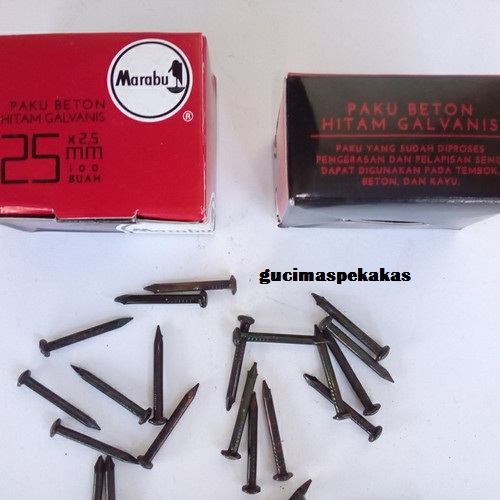 Marabu
®
PAKU BETON
HITAM GALVANIS
25 x 2,5
mm
100
BUAH
Marabu
PAKU BETON
HITAM GALVANIS
PAKU YANG SUDAH DIPROSES
PENGERASAN DAN PELAPISAN SENG
DAPAT DIGUNAKAN PADA TEMBOK,
BETON, DAN KAYU.
gucimaspekakas